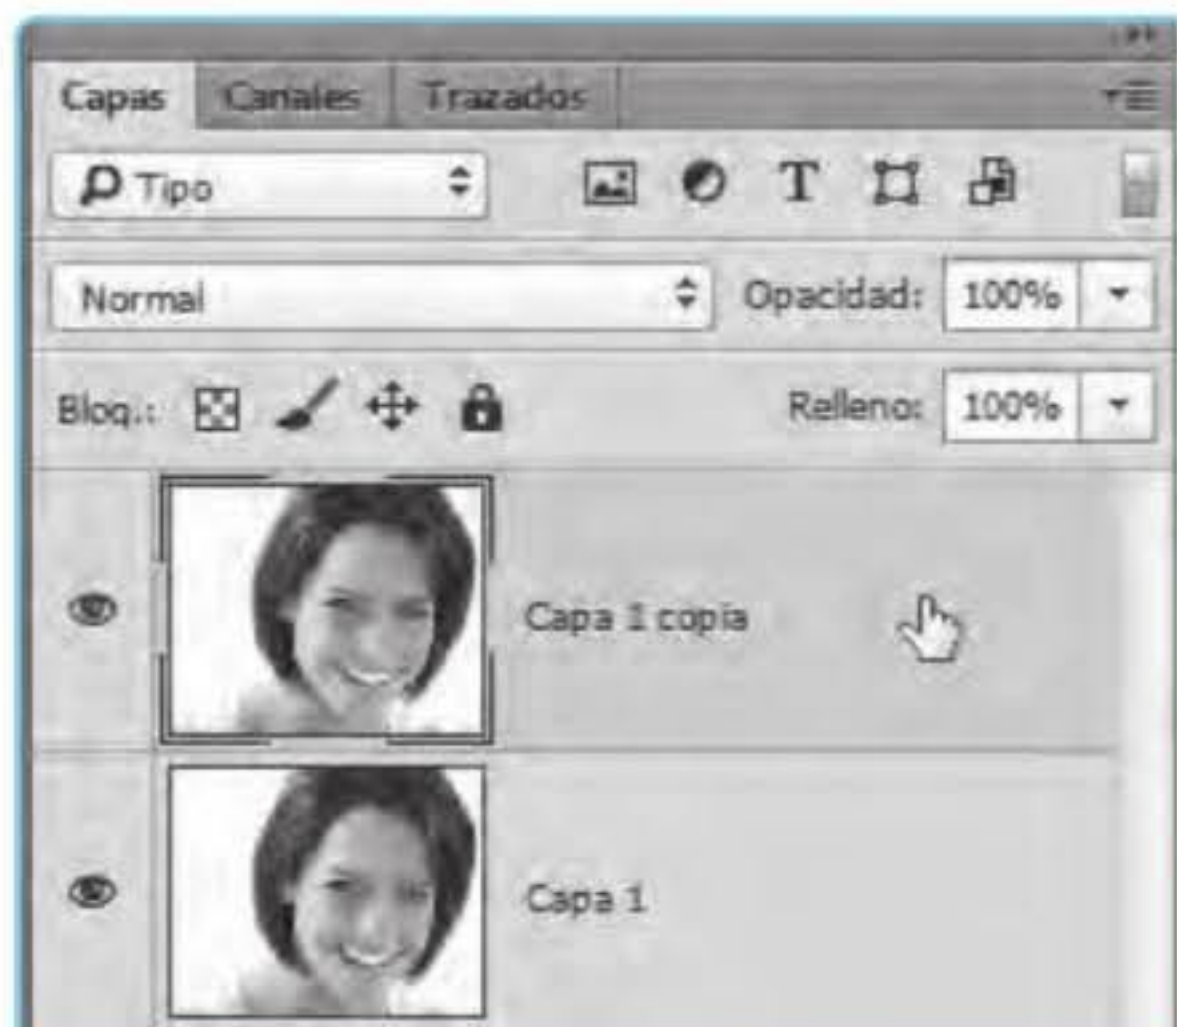 Capas Canales Trazados
Tipo
Normal Opacidad: 100%
Bloq.: Relleno: 100%
Capa 1 copia
Capa 1